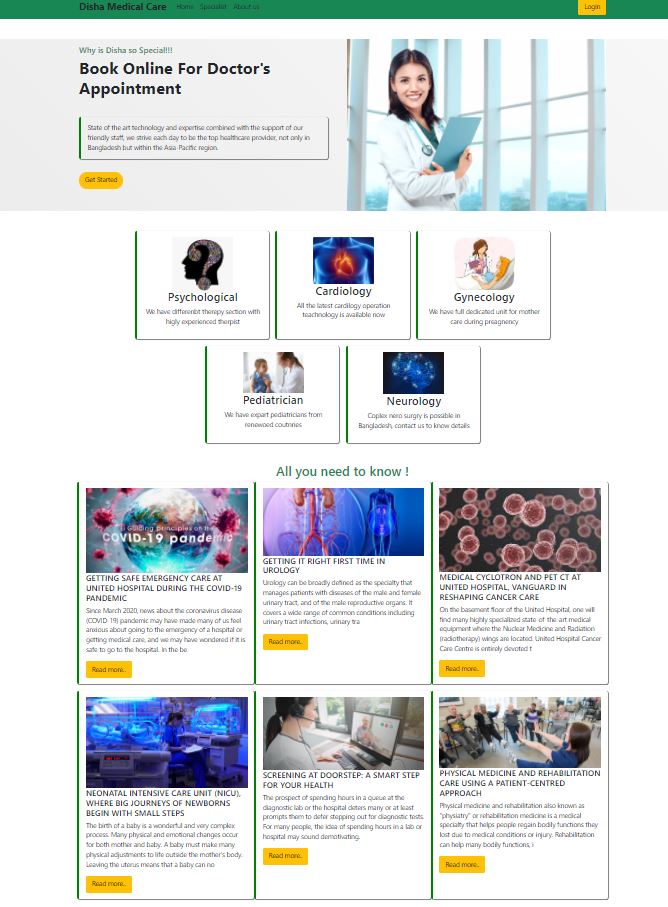 Disha Medical Care Home Specialist About us Login
Why is Disha so Special!!!
Book Online For Doctor's
Appointment
State of the art technology and expertise combined with the support of our
friendly staff, we strive each day to be the top healthcare provider, not only in
Bangladesh but within the Asia Pacific region.
Get Started
Psychological
We have differenbt therepy section with
higly experienced therpist
Cardiology
All the latest cardilogy operation
teachnology is available now
Gynecology
We have full dedicated unit for mother
care during preagnency
Pediatrician
We have expart pediatricians from
renewoed coutnries
Neurology
Coplex nero surgry is possible in
Bangladesh, contact us to know details
All you need to know !
Guiding principles on the
COVID-19 pandemic
GETTING SAFE EMERGENCY CARE AT
UNITED HOSPITAL DURING THE COVID-19
PANDEMIC
Since March 2020, news about the coronavirus disease
(COVID-19) pandemic may have made many of us feel
anxious about going to the emergency of a hospital or
getting medical care, and we may have wondered if it is
safe to go to the hospital. In the be
Read more..
GETTING IT RIGHT FIRST TIME IN
UROLOGY
Urology can be broadly defined as the specialty that
manages patients with diseases of the male and female
urinary tract, and of the male reproductive organs. It
covers a wide range of common conditions including
urinary tract infections, urinary tra
Read more..
MEDICAL CYCLOTRON AND PET CT AT
UNITED HOSPITAL, VANGUARD IN
RESHAPING CANCER CARE
On the basement floor of the United Hospital, one will
find many highly specialized state-of-the-art medical
equipment where the Nuclear Medicine and Radiation
(radiotherapy) wings are located. United Hospital Cancer
Care Centre is entirely devoted t
Read more..
NEONATAL INTENSIVE CARE UNIT (NICU),
WHERE BIG JOURNEYS OF NEWBORNS
BEGIN WITH SMALL STEPS
The birth of a baby is a wonderful and very complex
process. Many physical and emotional changes occur
for both mother and baby. A baby must make many
physical adjustments to life outside the mother's body.
Leaving the uterus means that a baby can no
Read more..
SCREENING AT DOORSTEP: A SMART STEP
FOR YOUR HEALTH
The prospect of spending hours in a queue at the
diagnostic lab or the hospital deters many or at least
prompts them to defer stepping out for diagnostic tests.
For many people, the idea of spending hours in a lab or
hospital may sound demotivating.
Read more..
PHYSICAL MEDICINE AND REHABILITATION
CARE USING A PATIENT-CENTRED
APPROACH
Physical medicine and rehabilitation also known as
"physiatry" or rehabilitation medicine is a medical
specialty that helps people regain bodily functions they
lost due to medical conditions or injury. Rehabilitation
can help many bodily functions, i
Read more..